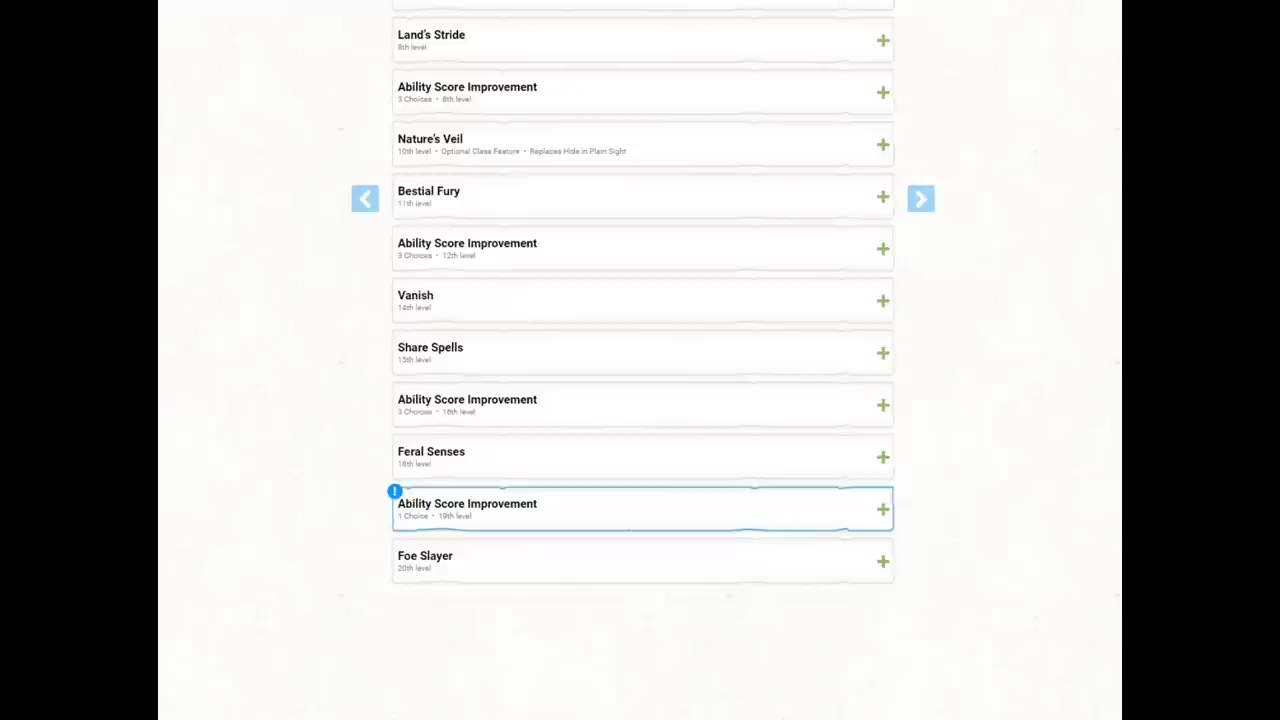 Land's Stride
8th level
Ability Score Improvement
3 Choices • 8th level
Nature's Veil
10th level • Optional Class Feature • Replaces Hide in Plain Sight
Bestial Fury
11th level
Ability Score Improvement
3 Choices • 12th level
Vanish
14th level
Share Spells
15th level
Ability Score Improvement
3 Choices • 16th level
Feral Senses
18th level
Ability Score Improvement
1 Choice • 19th level
Foe Slayer
20th level